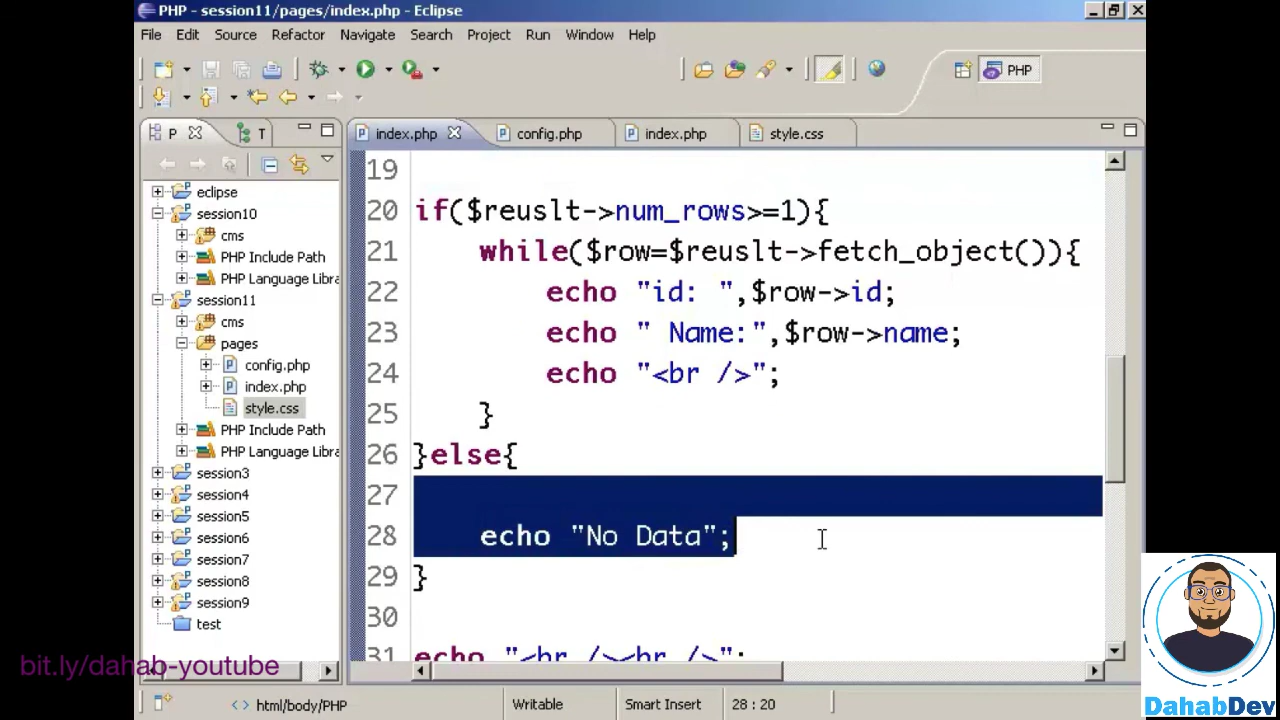 PHP - session11/pages/index.php - Eclipse
File Edit Source Refactor Navigate Search Project Run Window Help
PHP
P T
index.php config.php index.php style.css
eclipse
session10
cms
PHP Include Path
PHP Language Libra
session11
cms
pages
config.php
index.php
style.css
PHP Include Path
PHP Language Libra
session3
session4
session5
session6
session7
session8
session9
test
19
20 if($reuslt->num_rows>=1){
21 while($row=$reuslt->fetch_object()){
22 echo "id: ",$row->id;
23 echo " Name:",$row->name;
24 echo "<br />";
25 }
26 }else{
27
28 echo "No Data";
29 }
30
31 echo "<br /><br />";
bit.ly/dahab-youtube
html/body/PHP Writable Smart Insert 28 : 20
DahabDev